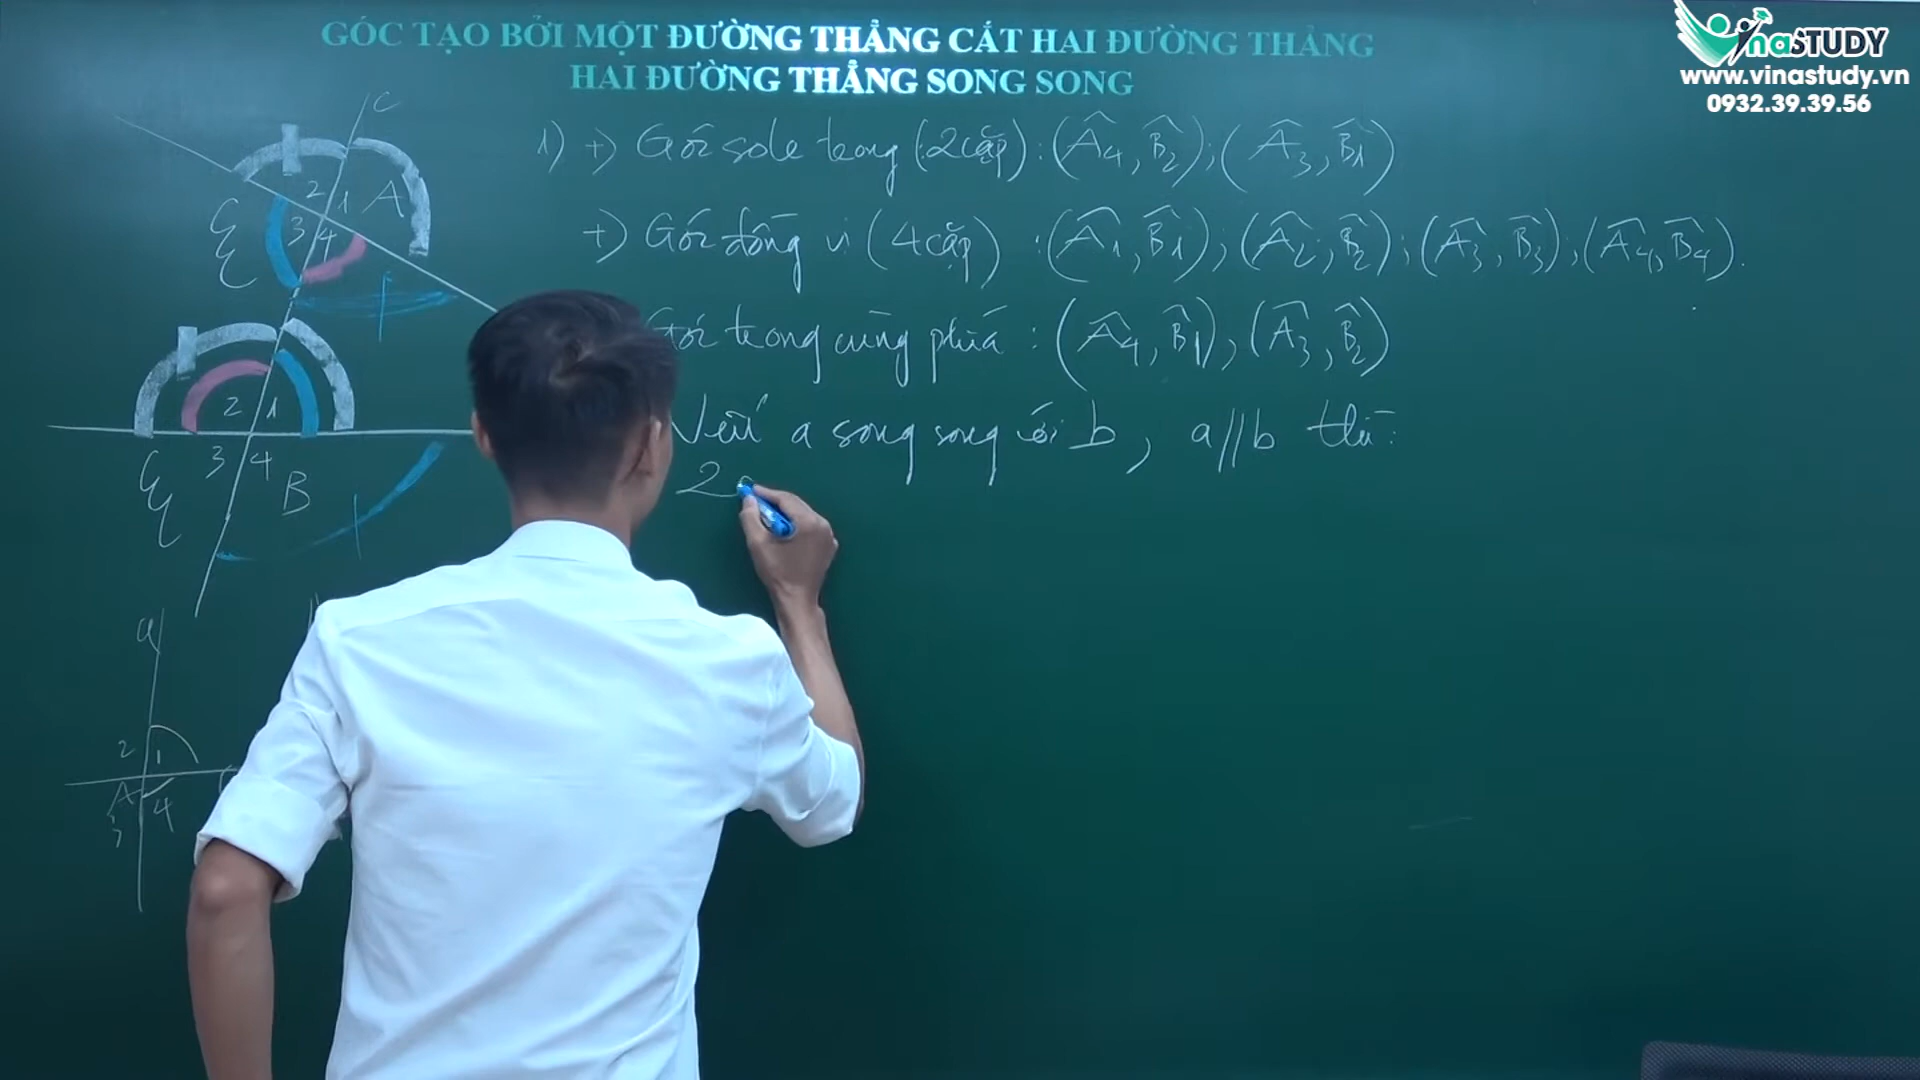 GÓC TẠO BỞI MỘT ĐƯỜNG THẲNG CẮT HAI ĐƯỜNG THẲNG
HAI ĐƯỜNG THẲNG SONG SONG
VinaSTUDY
www.vinastudy.vn
0932.39.39.56
1) +) Góc sole trong (2 cặp): (Â4, B̂2); (Â3, B̂1)
+) Góc đồng vị (4 cặp): (Â1, B̂1); (Â2, B̂2); (Â3, B̂3); (Â4, B̂4).
Góc trong cùng phía: (Â4, B̂1), (Â3, B̂2)
Nếu a song song với b, a//b thì:
2
c
2 1 A
3 4
2 1
3 4 B
a
2 1
A 4
3